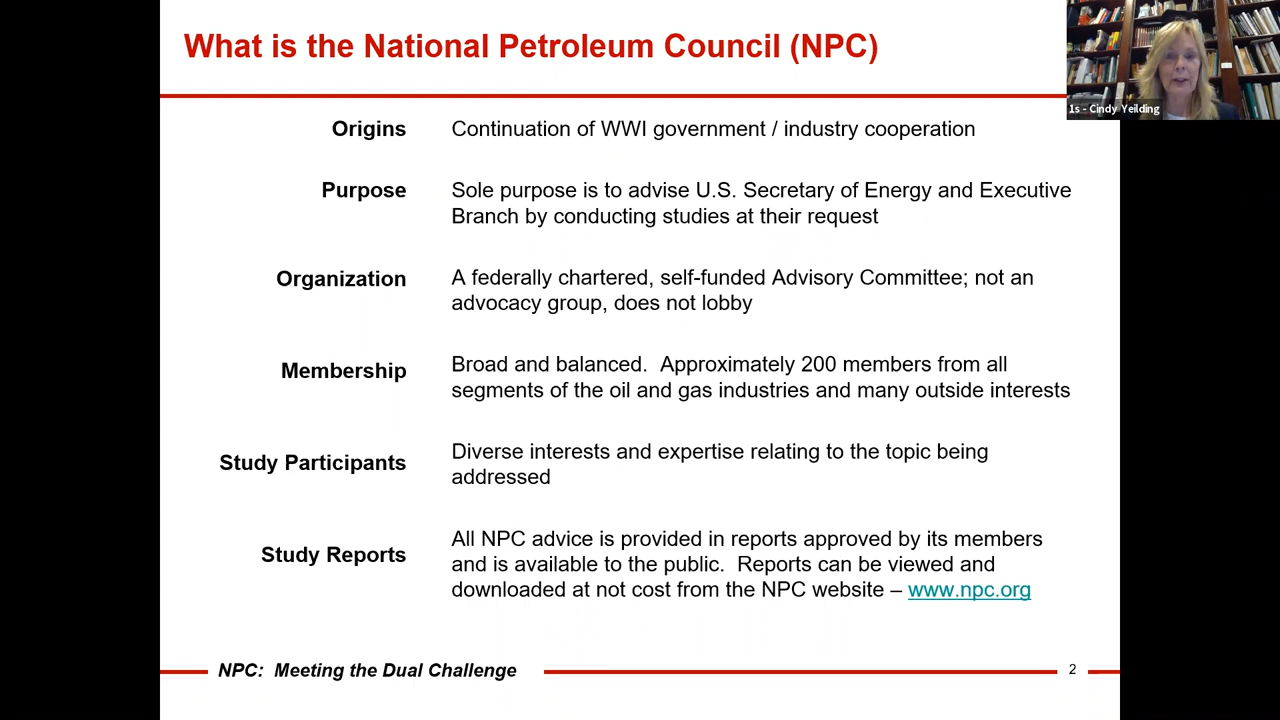 What is the National Petroleum Council (NPC)
1s - Cindy Yeilding
Origins
Continuation of WWI government / industry cooperation
Purpose
Sole purpose is to advise U.S. Secretary of Energy and Executive
Branch by conducting studies at their request
Organization
A federally chartered, self-funded Advisory Committee; not an
advocacy group, does not lobby
Membership
Broad and balanced.  Approximately 200 members from all
segments of the oil and gas industries and many outside interests
Study Participants
Diverse interests and expertise relating to the topic being
addressed
Study Reports
All NPC advice is provided in reports approved by its members
and is available to the public.  Reports can be viewed and
downloaded at not cost from the NPC website – www.npc.org
NPC:  Meeting the Dual Challenge
2